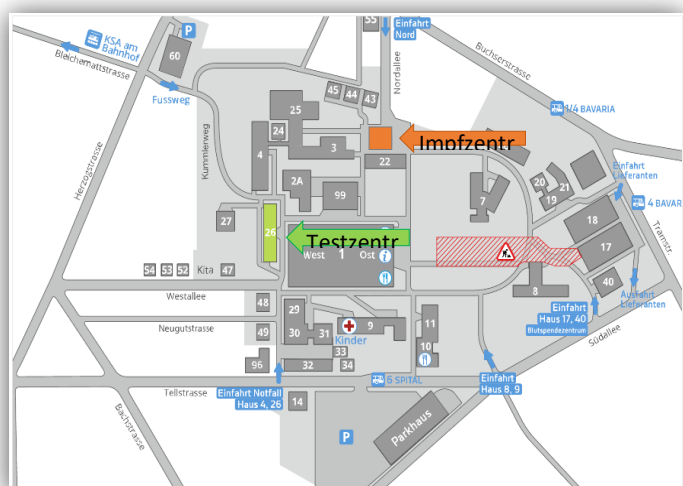 55
Einfahrt
Nord
P
60
KSA am
Bahnhof
Bleichemattstrasse
Fussweg
Herzogstrasse
Kummlerweg
Nordallee
Buchserstrasse
1/4 BAVARIA
45
44
43
25
24
4
3
22
Impfzentr
2A
99
7
20
21
19
Einfahrt
Lieferanten
4 BAVARIA
Tramstr
27
26
Testzentr
West 1 Ost
i
18
17
40
8
54
53
52
Kita
47
Westallee
48
29
Neugutstrasse
49
30
31
9
11
Kinder
10
33
96
32
34
Einfahrt
Haus 17, 40
Blutspendezentrum
Ausfahrt
Lieferanten
Südallee
Tellstrasse
Einfahrt Notfall
Haus 4, 26
14
6 SPITAL
Einfahrt
Haus 8, 9
Bachstrasse
P
Parkhaus